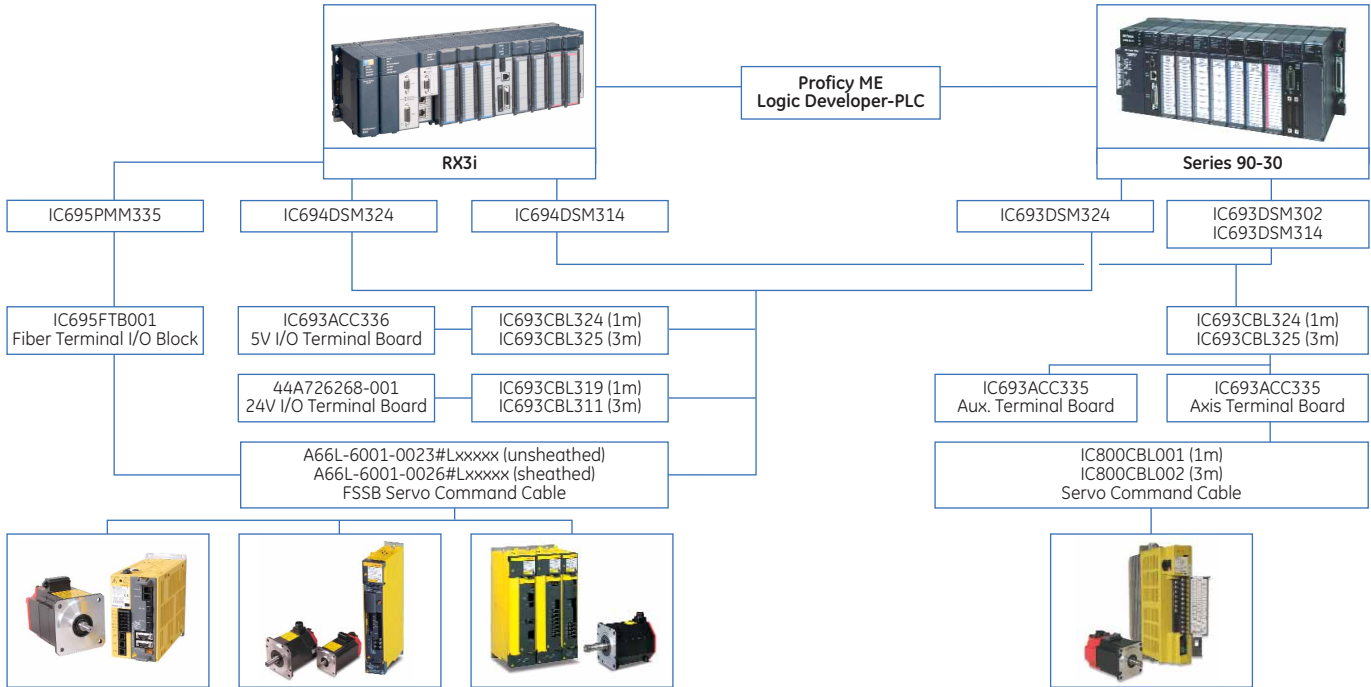 Proficy ME
Logic Developer-PLC
RX3i
Series 90-30
IC695PMM335
IC694DSM324
IC694DSM314
IC693DSM324
IC693DSM302
IC693DSM314
IC695FTB001
Fiber Terminal I/O Block
IC693ACC336
5V I/O Terminal Board
IC693CBL324 (1m)
IC693CBL325 (3m)
IC693CBL324 (1m)
IC693CBL325 (3m)
44A726268-001
24V I/O Terminal Board
IC693CBL319 (1m)
IC693CBL311 (3m)
IC693ACC335
Aux. Terminal Board
IC693ACC335
Axis Terminal Board
A66L-6001-0023#Lxxxxx (unsheathed)
A66L-6001-0026#Lxxxxx (sheathed)
FSSB Servo Command Cable
IC800CBL001 (1m)
IC800CBL002 (3m)
Servo Command Cable